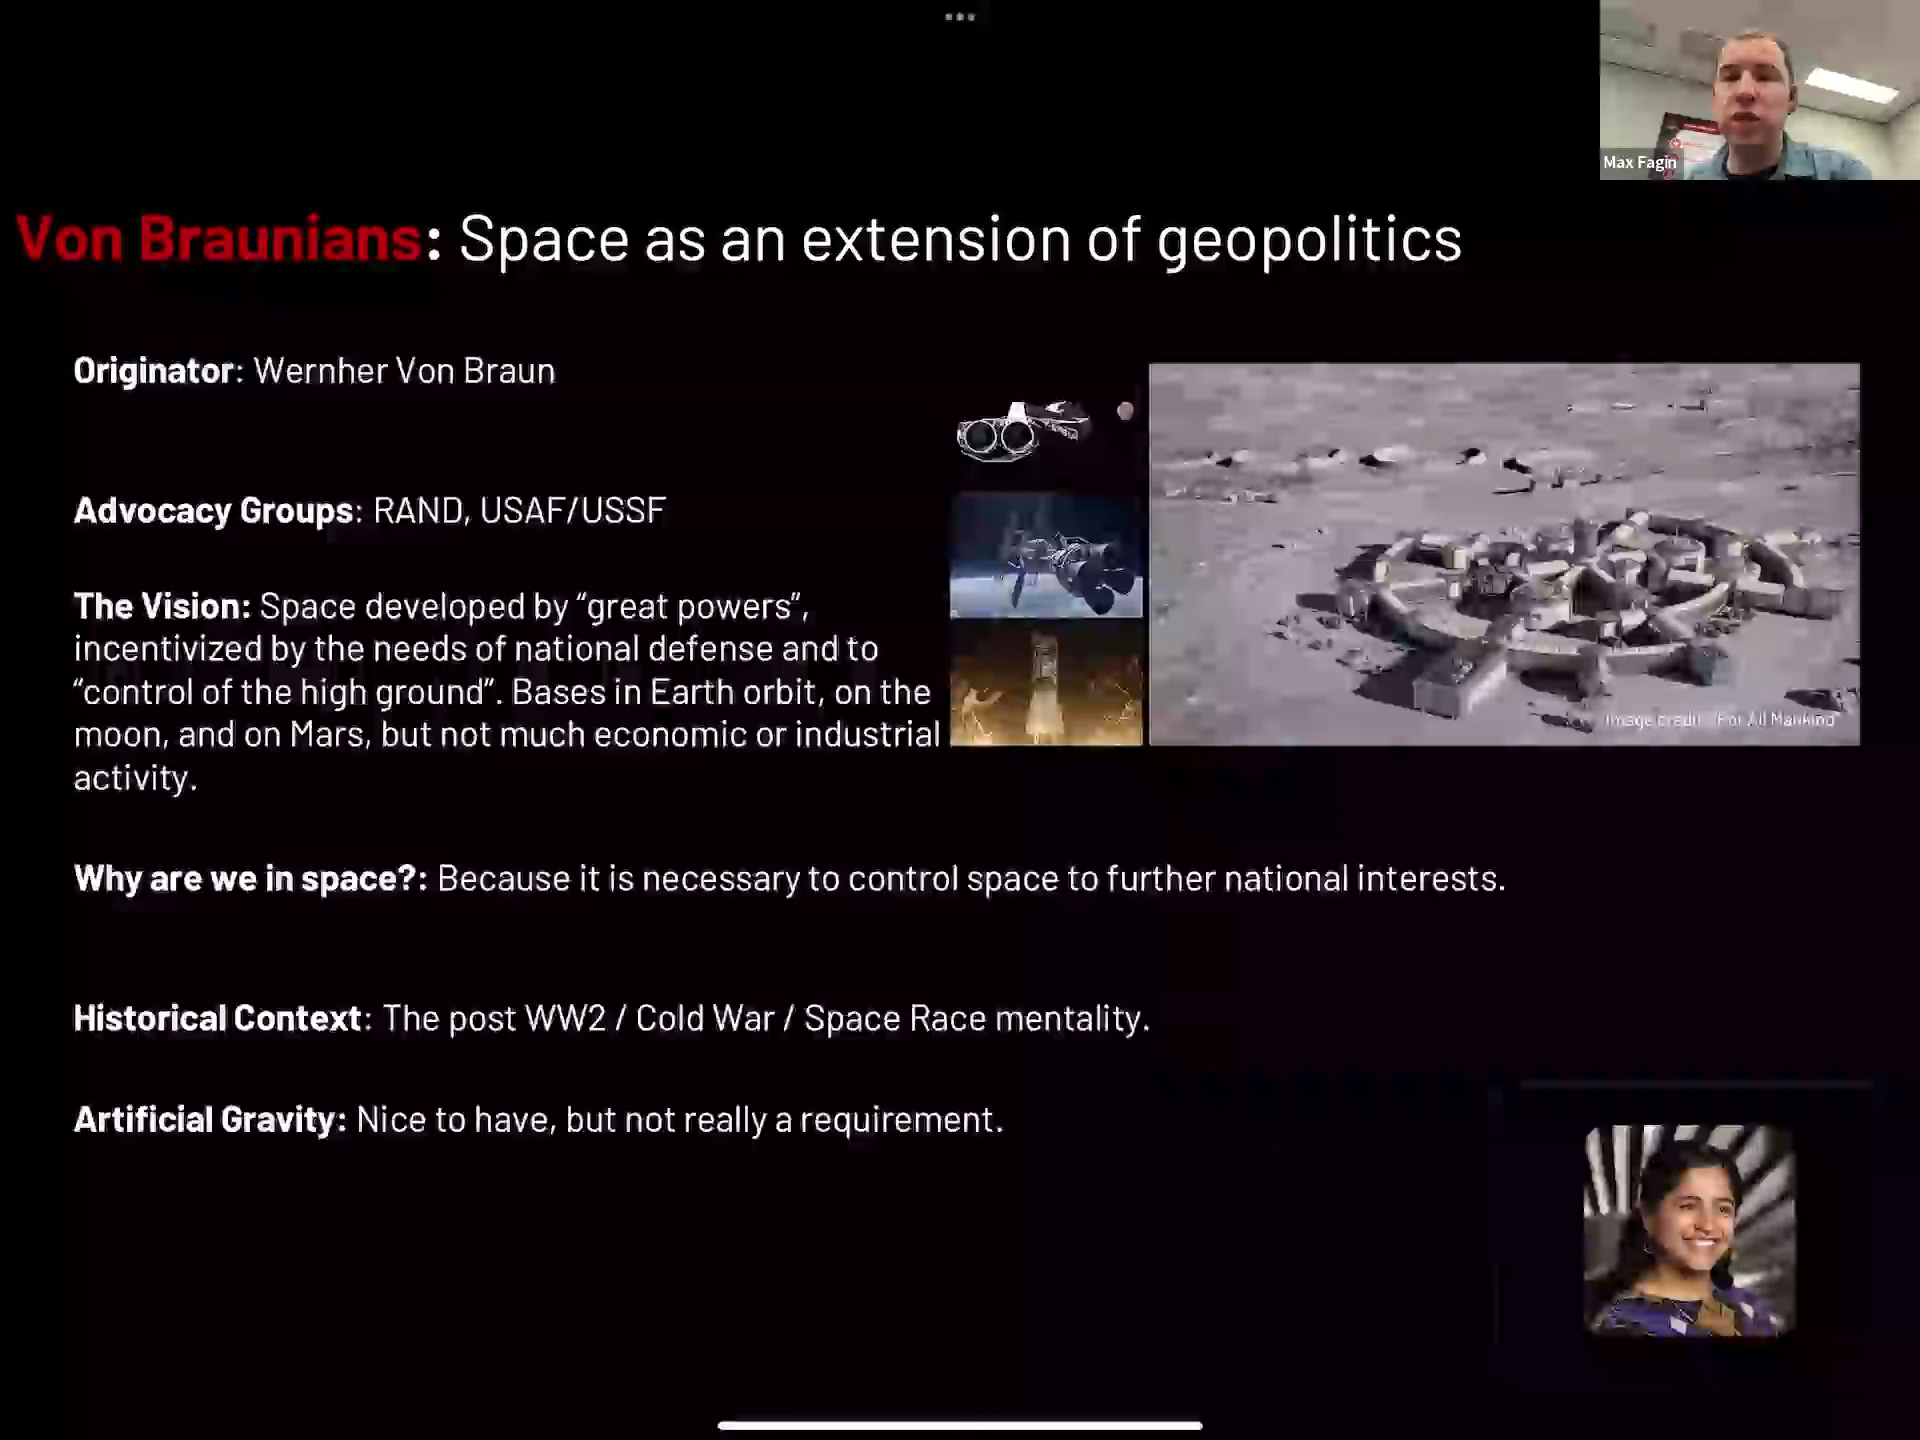 Max Fagin
Von Braunians: Space as an extension of geopolitics
Originator: Wernher Von Braun
Advocacy Groups: RAND, USAF/USSF
The Vision: Space developed by “great powers”,
incentivized by the needs of national defense and to
“control of the high ground”. Bases in Earth orbit, on the
moon, and on Mars, but not much economic or industrial
activity.
Image credit: "For All Mankind"
Why are we in space?: Because it is necessary to control space to further national interests.
Historical Context: The post WW2 / Cold War / Space Race mentality.
Artificial Gravity: Nice to have, but not really a requirement.